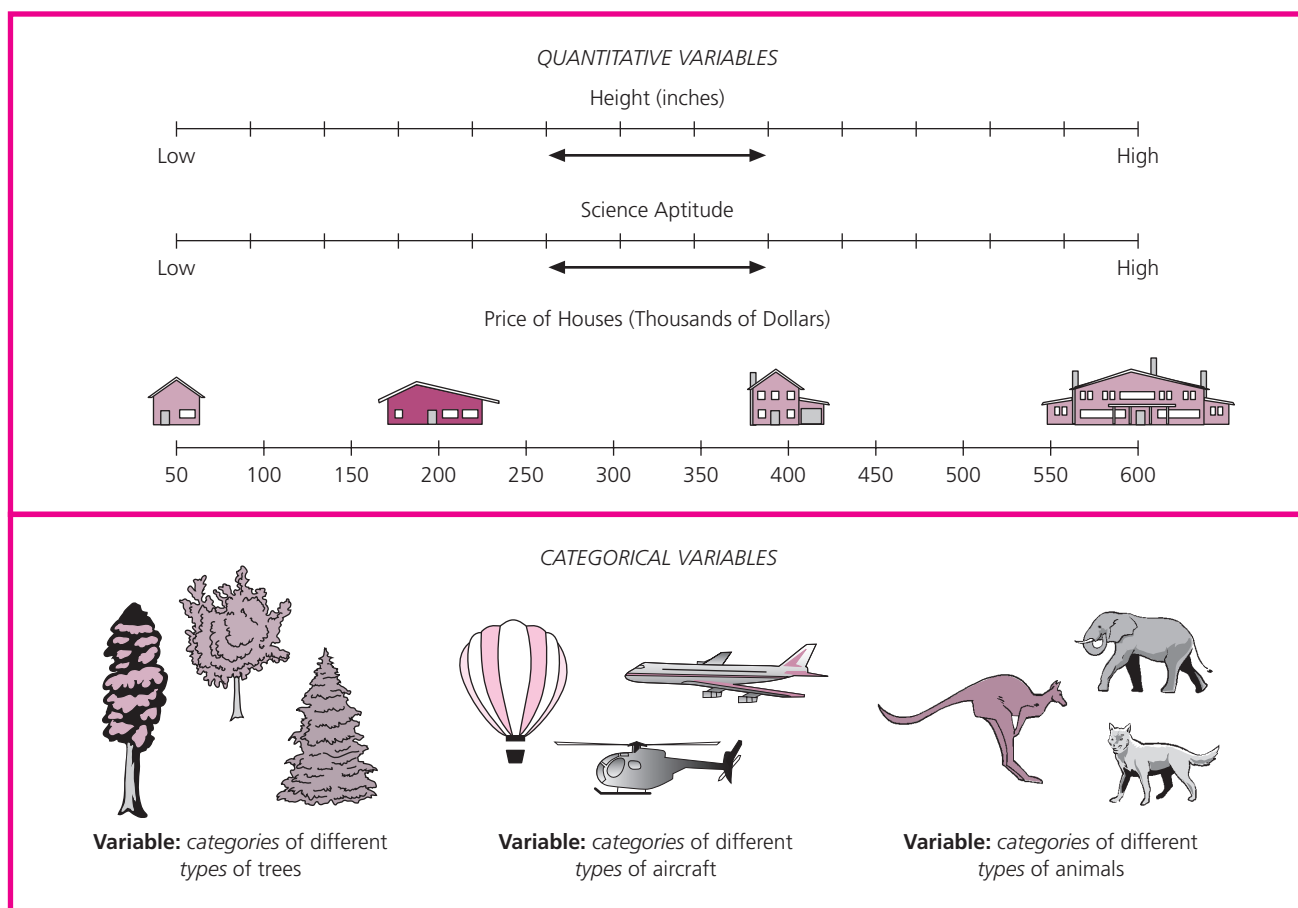 QUANTITATIVE VARIABLES
Height (inches)
Low High
Science Aptitude
Low High
Price of Houses (Thousands of Dollars)
50 100 150 200 250 300 350 400 450 500 550 600
CATEGORICAL VARIABLES
Variable: categories of different
types of trees
Variable: categories of different
types of aircraft
Variable: categories of different
types of animals